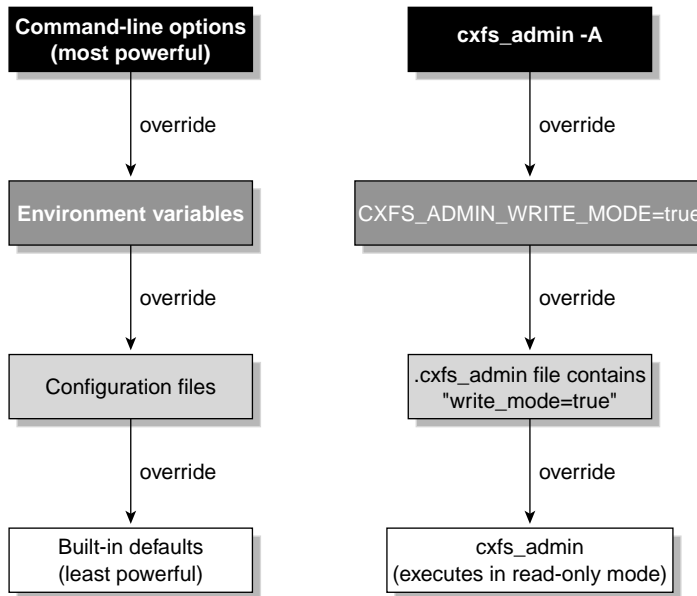 Command-line options
(most powerful)
cxfs_admin -A
override
override
Environment variables
CXFS_ADMIN_WRITE_MODE=true
override
override
Configuration files
.cxfs_admin file contains
"write_mode=true"
override
override
Built-in defaults
(least powerful)
cxfs_admin
(executes in read-only mode)